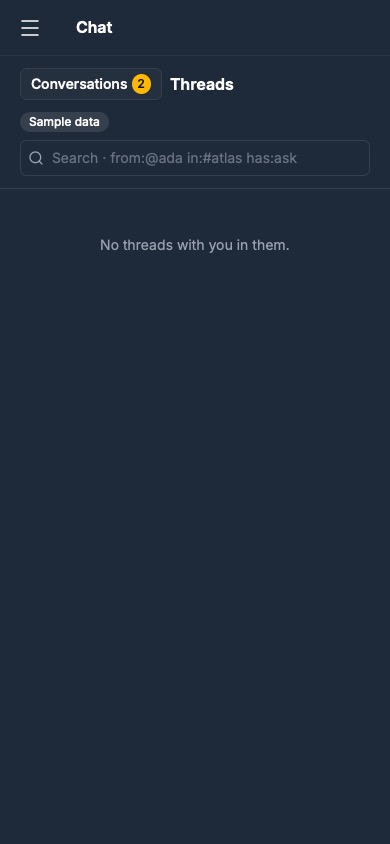 Chat
Conversations 2 Threads
Sample data
Search · from:@ada in:#atlas has:ask
No threads with you in them.